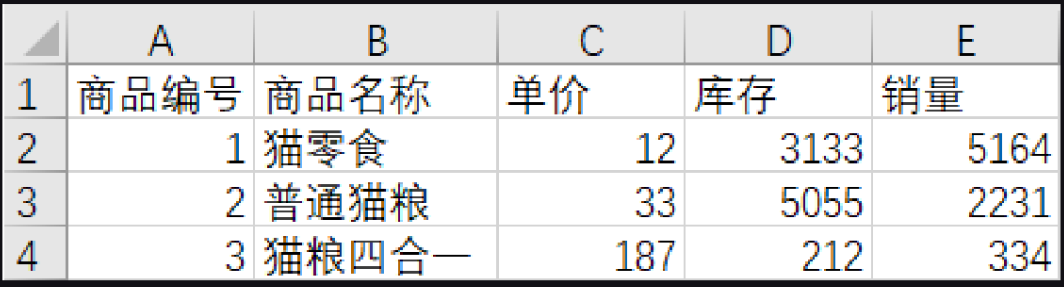 A B C D E
1 商品编号 商品名称 单价 库存 销量
2 1 猫零食 12 3133 5164
3 2 普通猫粮 33 5055 2231
4 3 猫粮四合一 187 212 334